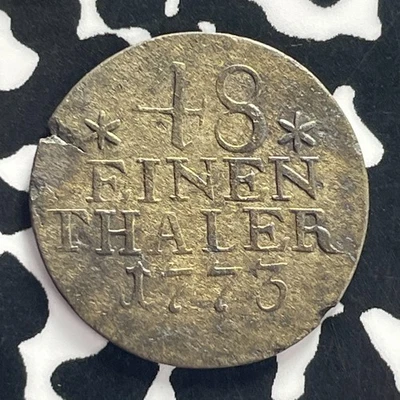 * 48 *
EINEN
THALER
1773